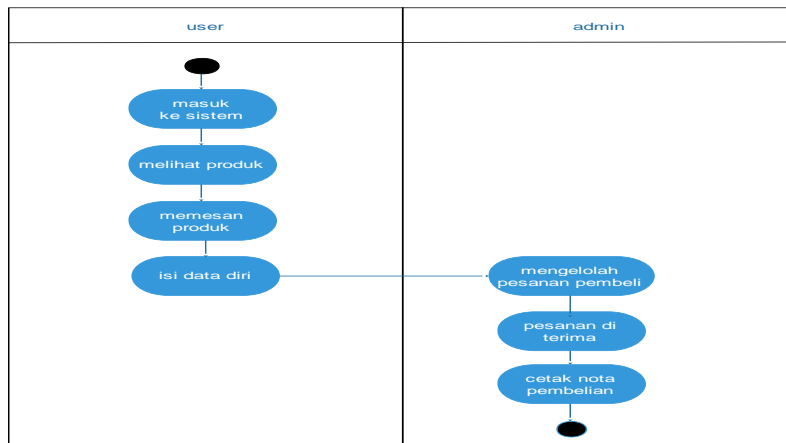 user
admin
masuk
ke sistem
melihat produk
memesan
produk
isi data diri
mengelolah
pesanan pembeli
pesanan di
terima
cetak nota
pembelian